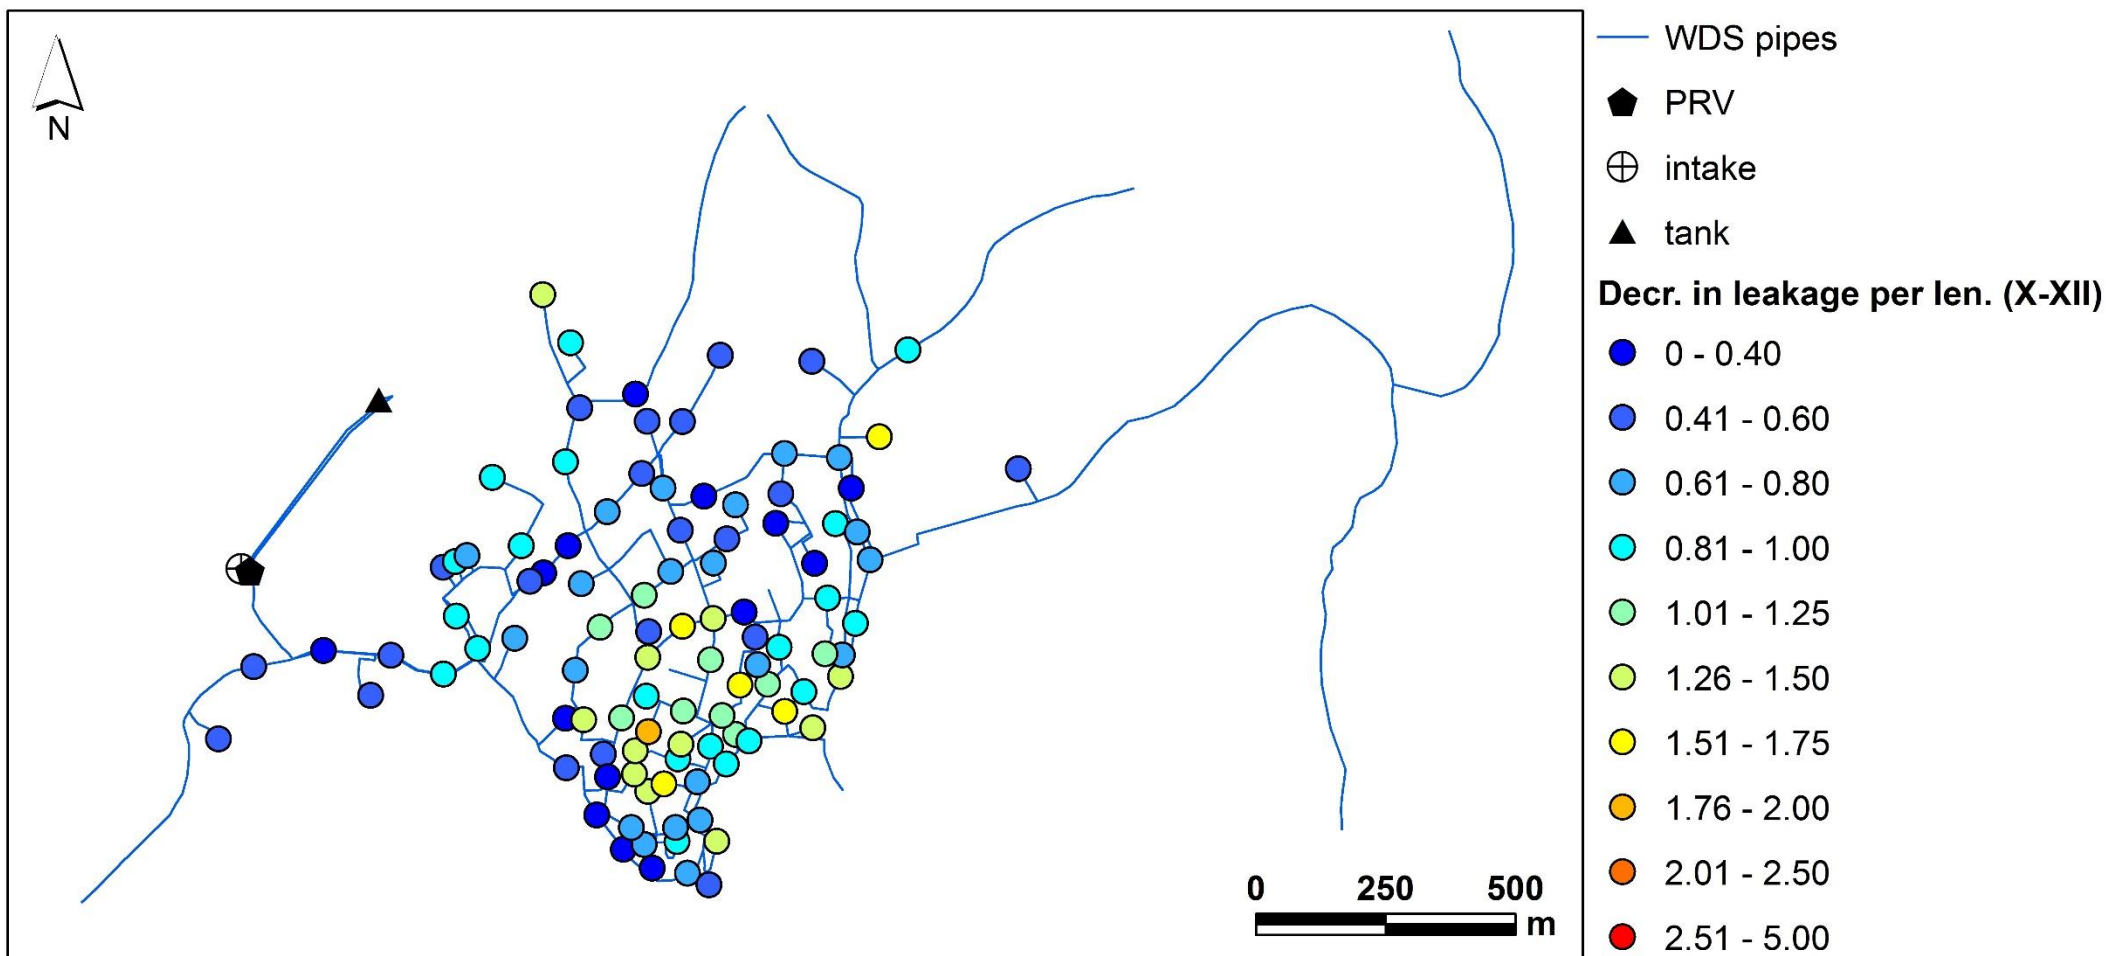 N
WDS pipes
PRV
intake
tank
Decr. in leakage per len. (X-XII)
0 - 0.40
0.41 - 0.60
0.61 - 0.80
0.81 - 1.00
1.01 - 1.25
1.26 - 1.50
1.51 - 1.75
1.76 - 2.00
2.01 - 2.50
2.51 - 5.00
0 250 500
m